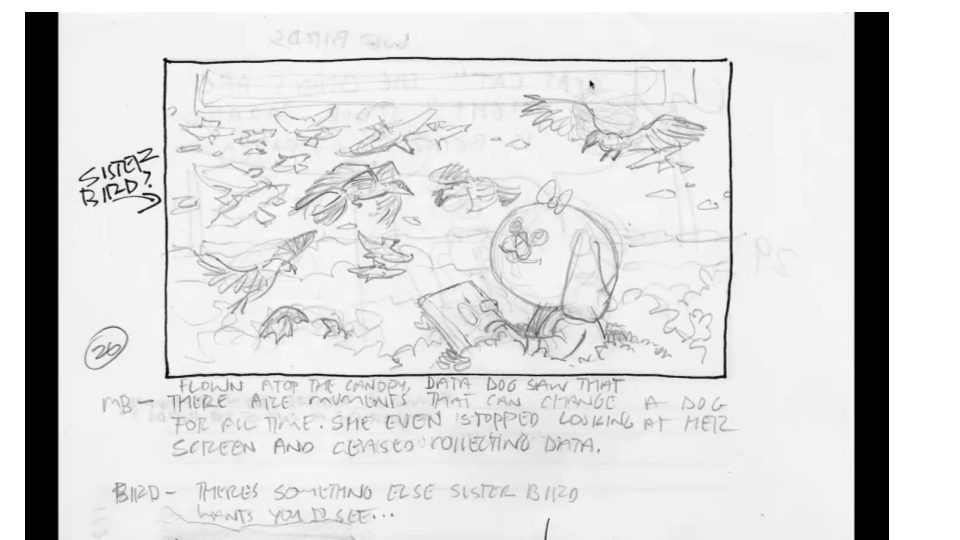 SISTER
BIRD?
26
FLOWN ATOP THE CANOPY, DATA DOG SAW THAT
MB - THERE ARE MOMENTS THAT CAN CHANGE A DOG
FOR ALL TIME. SHE EVEN STOPPED LOOKING AT HER
SCREEN AND CEASED COLLECTING DATA.
BIRD - THERES SOMETHING ELSE SISTER BIRD
WANTS YOU TO SEE...